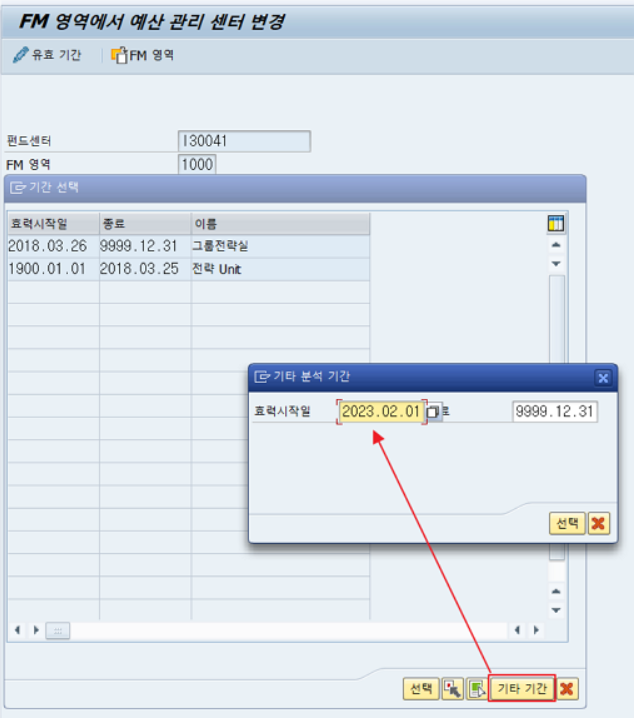 FM 영역에서 예산 관리 센터 변경
유효 기간 FM 영역
펀드센터 I30041
FM 영역 1000
기간 선택
효력시작일 종료 이름
2018.03.26 9999.12.31 그룹전략실
1900.01.01 2018.03.25 전략 Unit
기타 분석 기간
효력시작일 2023.02.01 료 9999.12.31
선택
선택 기타 기간